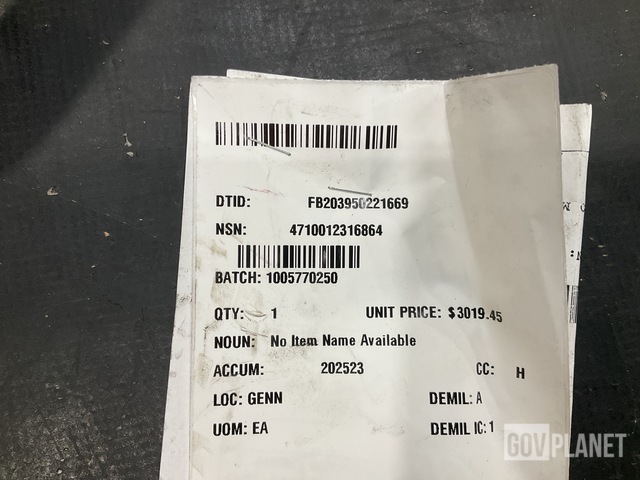 DTID: FB203950221669
NSN: 4710012316864
BATCH: 1005770250
QTY: 1 UNIT PRICE: $3019.45
NOUN: No Item Name Available
ACCUM: 202523 CC: H
LOC: GENN DEMIL: A
UOM: EA DEMIL IC: 1
GOVPLANET